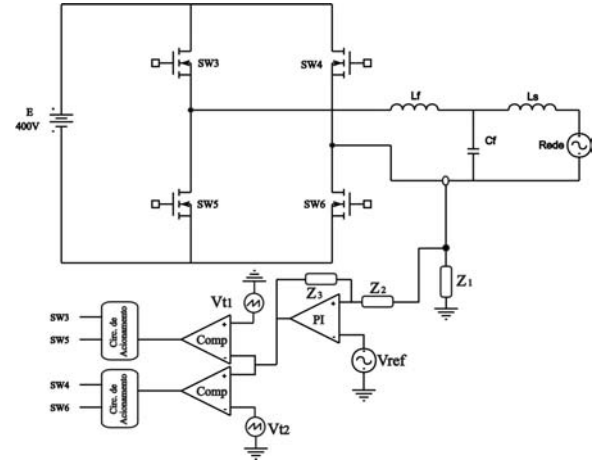 SW3
SW4
E
400V
Lf
Ls
Cf
Rede
SW5
SW6
Z1
Z3
Z2
Vt1
SW3
SW5
Circ. de
Acionamento
+
Comp
-
PI
+
-
Vref
SW4
SW6
Circ. de
Acionamento
+
Comp
-
Vt2